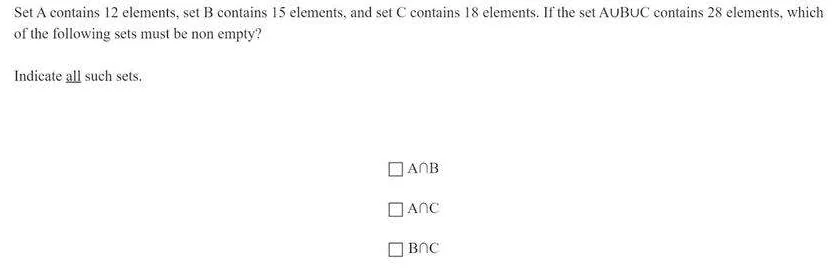 Set A contains 12 elements, set B contains 15 elements, and set C contains 18 elements. If the set A∪B∪C contains 28 elements, which
of the following sets must be non empty?
Indicate all such sets.
A∩B
A∩C
B∩C